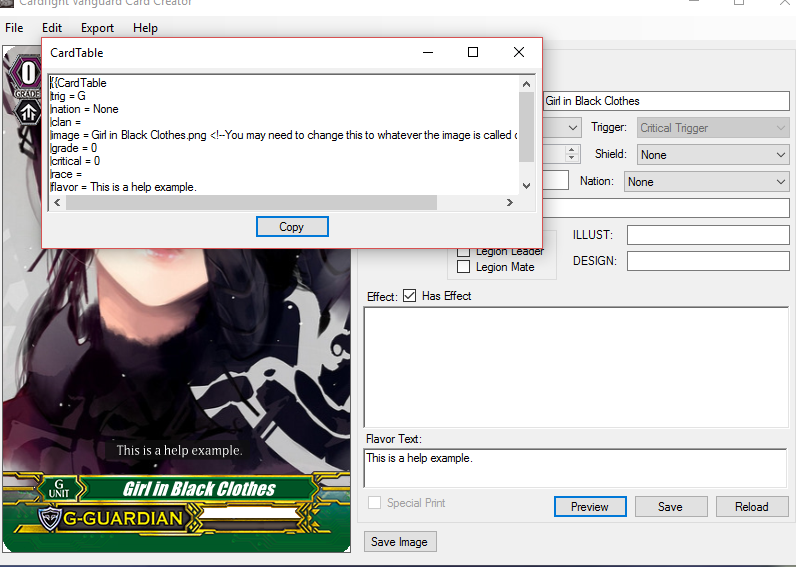 Cardfight Vanguard Card Creator
File Edit Export Help
CardTable
{{CardTable
|trig = G
|nation = None
|clan =
|image = Girl in Black Clothes.png <!--You may need to change this to whatever the image is called
|grade = 0
|critical = 0
|race =
|flavor = This is a help example.
Copy
0
GRADE
Girl in Black Clothes
Trigger: Critical Trigger
Shield: None
Nation: None
ILLUST:
DESIGN:
Legion Leader
Legion Mate
Effect: Has Effect
Flavor Text:
This is a help example.
Special Print
Preview Save Reload
Save Image
This is a help example.
G
UNIT
Girl in Black Clothes
G-GUARDIAN